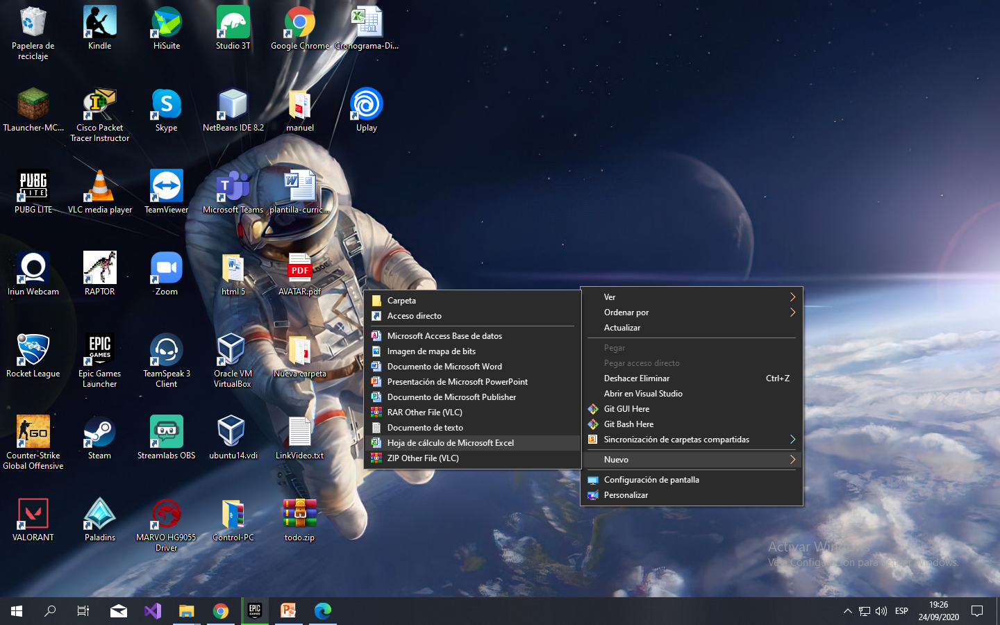 Papelera de
reciclaje
Kindle
HiSuite
Studio 3T
Google Chrome
Cronograma-Di...
TLauncher-MC...
Cisco Packet
Tracer Instructor
Skype
NetBeans IDE 8.2
manuel
Uplay
PUBG LITE
VLC media player
TeamViewer
Microsoft Teams
plantilla-curric...
Iriun Webcam
RAPTOR
Zoom
html 5
AVATAR.pdf
Rocket League
Epic Games
Launcher
TeamSpeak 3
Client
Oracle VM
VirtualBox
Nueva carpeta
Counter-Strike
Global Offensive
Steam
Streamlabs OBS
ubuntu14.vdi
LinkVideo.txt
VALORANT
Paladins
MARVO HG9055
Driver
Control-PC
todo.zip
Carpeta
Acceso directo
Microsoft Access Base de datos
Imagen de mapa de bits
Documento de Microsoft Word
Presentación de Microsoft PowerPoint
Documento de Microsoft Publisher
RAR Other File (VLC)
Documento de texto
Hoja de cálculo de Microsoft Excel
ZIP Other File (VLC)
Ver
Ordenar por
Actualizar
Pegar
Pegar acceso directo
Deshacer Eliminar Ctrl+Z
Abrir en Visual Studio
Git GUI Here
Git Bash Here
Sincronización de carpetas compartidas
Nuevo
Configuración de pantalla
Personalizar
Activar Windows
Ve a Configuración para activar Windows.
ESP
19:26
24/09/2020